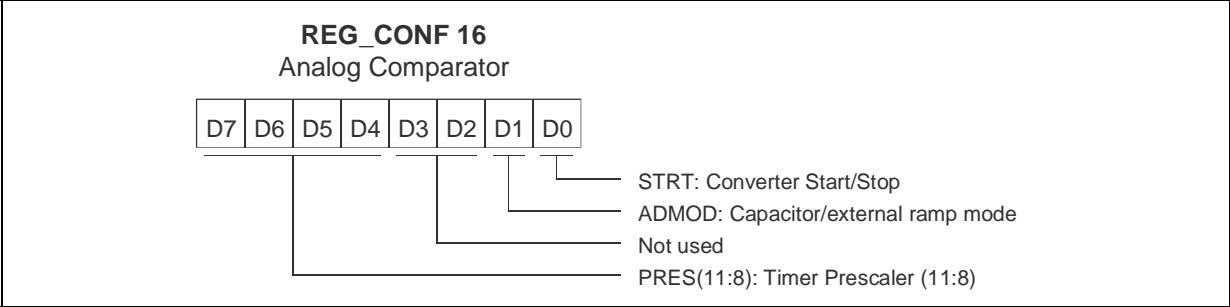 REG_CONF 16
Analog Comparator
D7 D6 D5 D4 D3 D2 D1 D0
STRT: Converter Start/Stop
ADMOD: Capacitor/external ramp mode
Not used
PRES(11:8): Timer Prescaler (11:8)